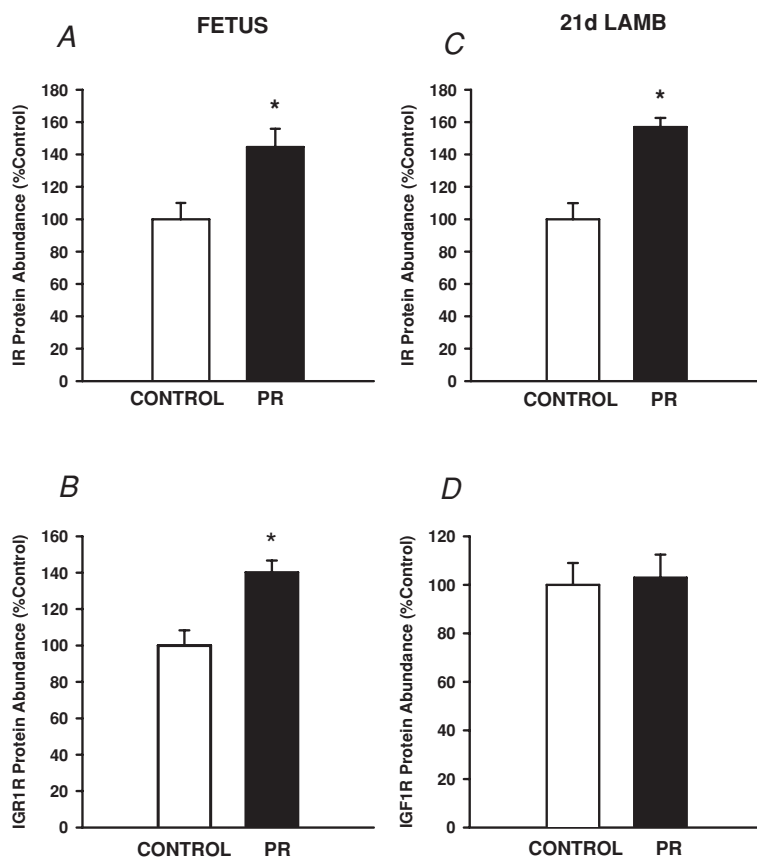 A
FETUS
C
21d LAMB
IR Protein Abundance (%Control)
180
160
140
120
100
80
60
40
20
0
*
CONTROL
PR
IR Protein Abundance (%Control)
180
160
140
120
100
80
60
40
20
0
*
CONTROL
PR
B
IGR1R Protein Abundance (%Control)
160
140
120
100
80
60
40
20
0
*
CONTROL
PR
D
IGF1R Protein Abundance (%Control)
120
100
80
60
40
20
0
CONTROL
PR